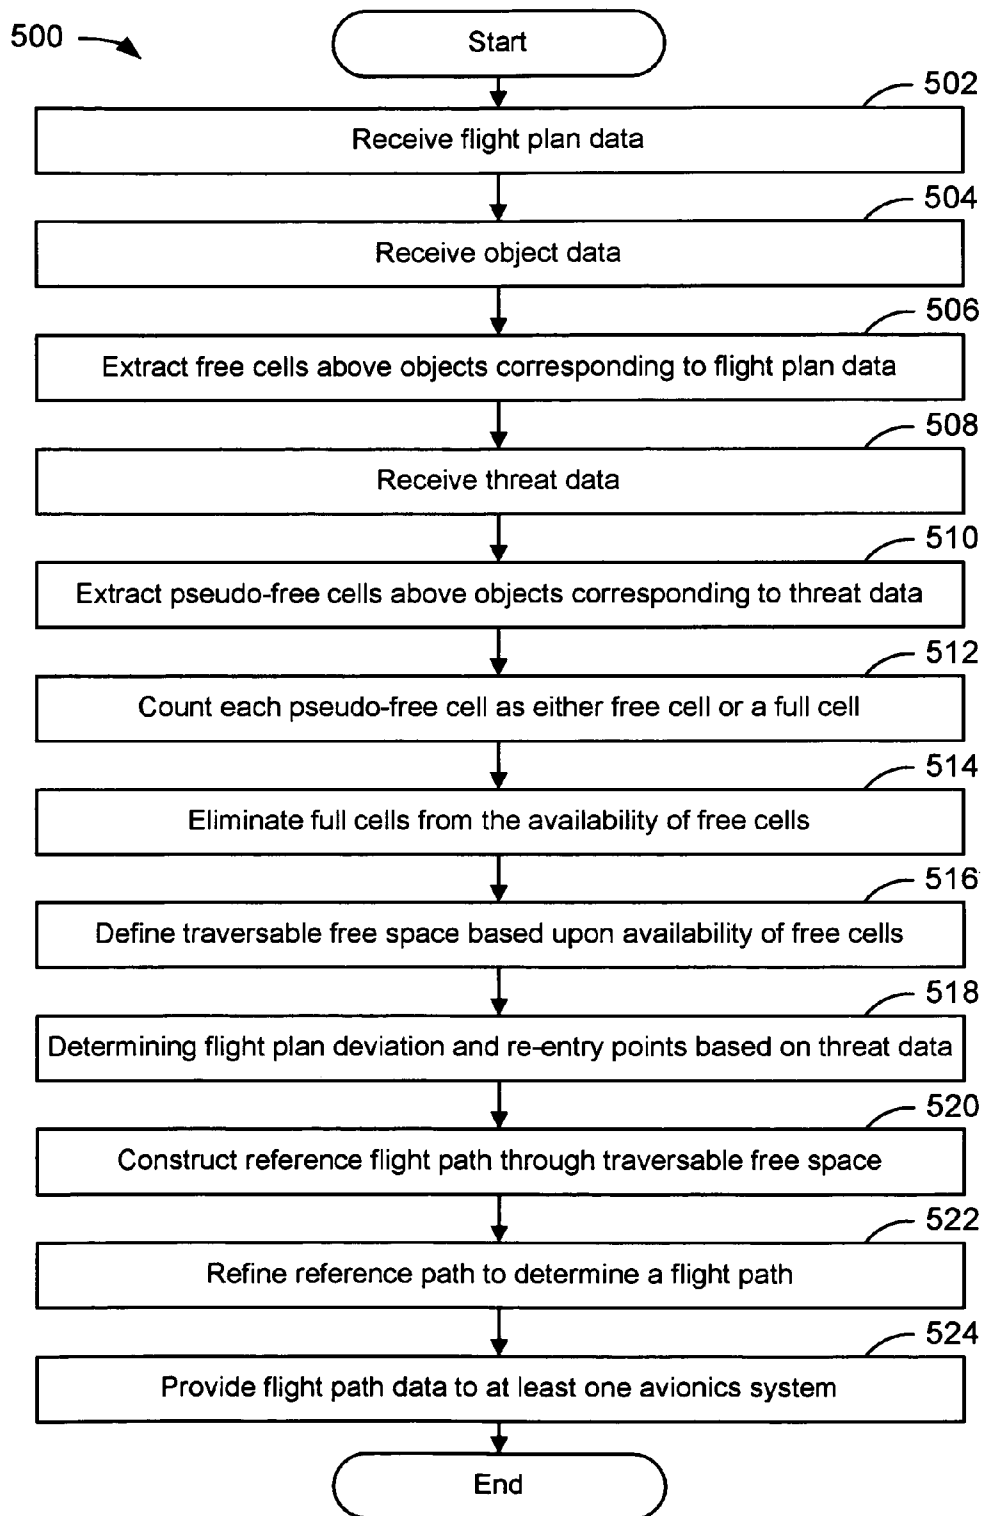 500
Start
502
Receive flight plan data
504
Receive object data
506
Extract free cells above objects corresponding to flight plan data
508
Receive threat data
510
Extract pseudo-free cells above objects corresponding to threat data
512
Count each pseudo-free cell as either free cell or a full cell
514
Eliminate full cells from the availability of free cells
516
Define traversable free space based upon availability of free cells
518
Determining flight plan deviation and re-entry points based on threat data
520
Construct reference flight path through traversable free space
522
Refine reference path to determine a flight path
524
Provide flight path data to at least one avionics system
End